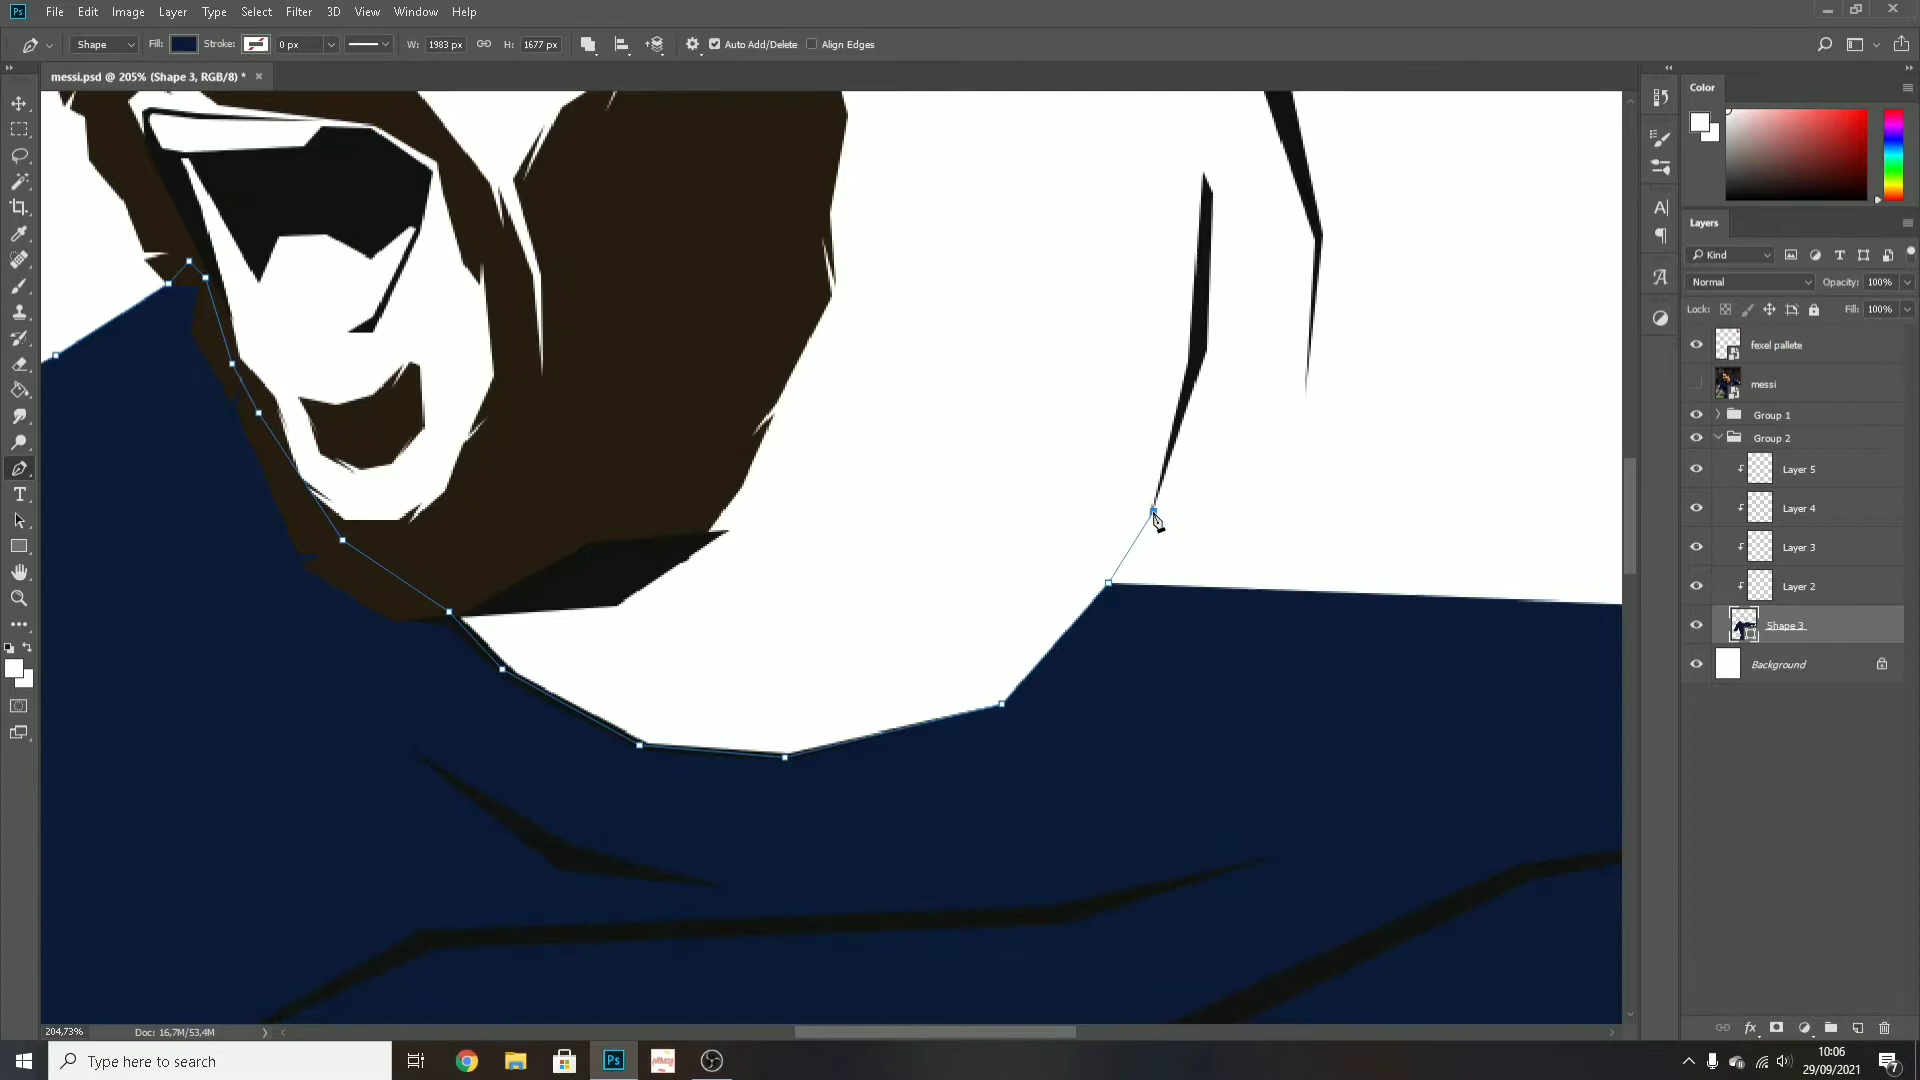 Ps File Edit Image Layer Type Select Filter 3D View Window Help
Shape Fill: Stroke: 0 px W: 1983 px H: 1677 px Auto Add/Delete Align Edges
messi.psd @ 205% (Shape 3, RGB/8) * ×
Color
Layers
Kind
Normal Opacity: 100%
Lock: Fill: 100%
fexel pallete
messi
Group 1
Group 2
Layer 5
Layer 4
Layer 3
Layer 2
Shape 3
Background
204,73% Doc: 16,7M/53,4M
Type here to search
Ps
10:06
29/09/2021
7